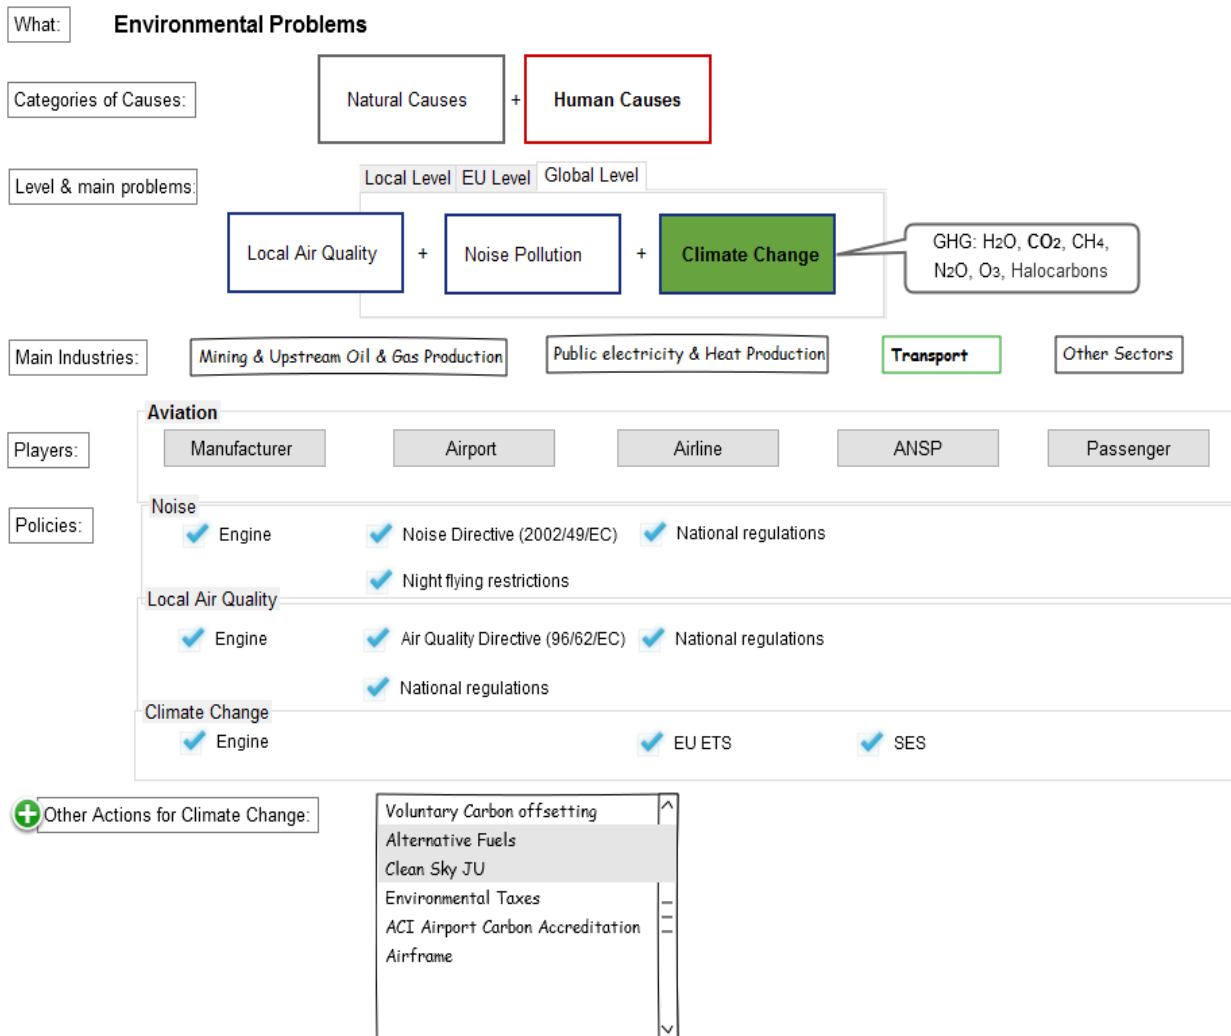 What:
Environmental Problems
Categories of Causes:
Natural Causes
+
Human Causes
Level & main problems:
Local Level
EU Level
Global Level
Local Air Quality
+
Noise Pollution
+
Climate Change
GHG: H2O, CO2, CH4,
N2O, O3, Halocarbons
Main Industries:
Mining & Upstream Oil & Gas Production
Public electricity & Heat Production
Transport
Other Sectors
Aviation
Players:
Manufacturer
Airport
Airline
ANSP
Passenger
Policies:
Noise
Engine
Noise Directive (2002/49/EC)
National regulations
Night flying restrictions
Local Air Quality
Engine
Air Quality Directive (96/62/EC)
National regulations
National regulations
Climate Change
Engine
EU ETS
SES
Other Actions for Climate Change:
Voluntary Carbon offsetting
Alternative Fuels
Clean Sky JU
Environmental Taxes
ACI Airport Carbon Accreditation
Airframe